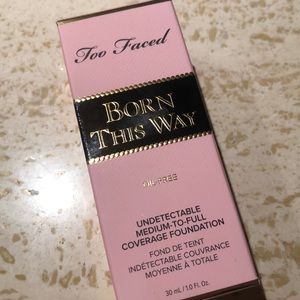 Too Faced
BORN
THIS WAY
OIL FREE
UNDETECTABLE
MEDIUM-TO-FULL
COVERAGE FOUNDATION
FOND DE TEINT
INDÉTECTABLE COUVRANCE
MOYENNE À TOTALE
30 mL / 1.0 Fl. Oz.